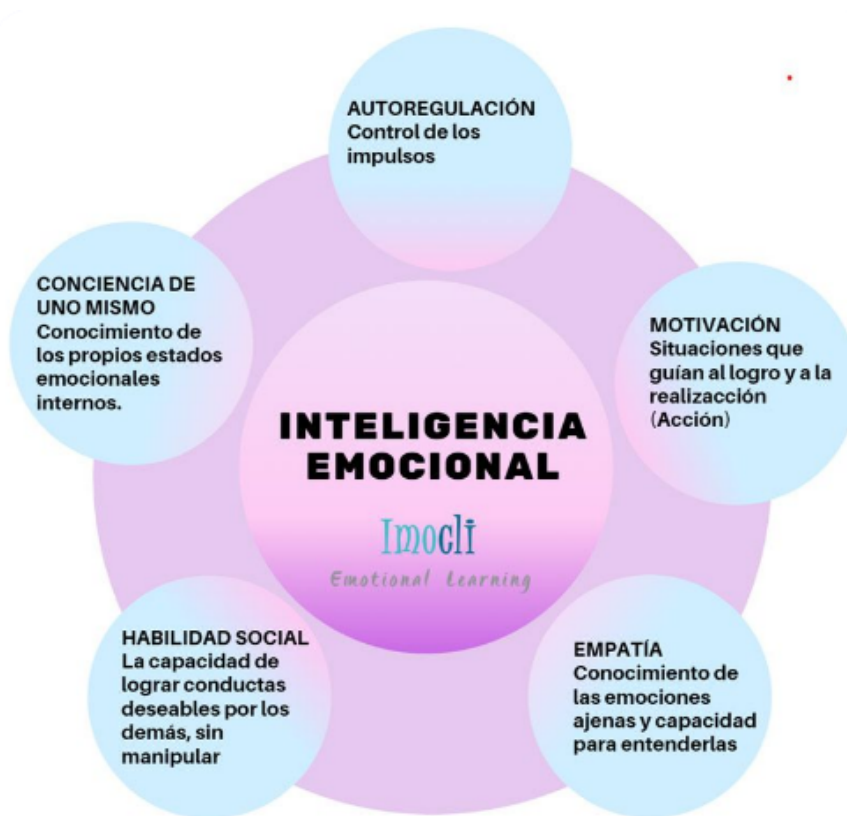 AUTOREGULACIÓN
Control de los
impulsos
CONCIENCIA DE
UNO MISMO
Conocimiento de
los propios estados
emocionales
internos.
MOTIVACIÓN
Situaciones que
guían al logro y a la
realizacción
(Acción)
INTELIGENCIA
EMOCIONAL
Imocli
Emotional Learning
HABILIDAD SOCIAL
La capacidad de
lograr conductas
deseables por los
demás, sin
manipular
EMPATÍA
Conocimiento de
las emociones
ajenas y capacidad
para entenderlas